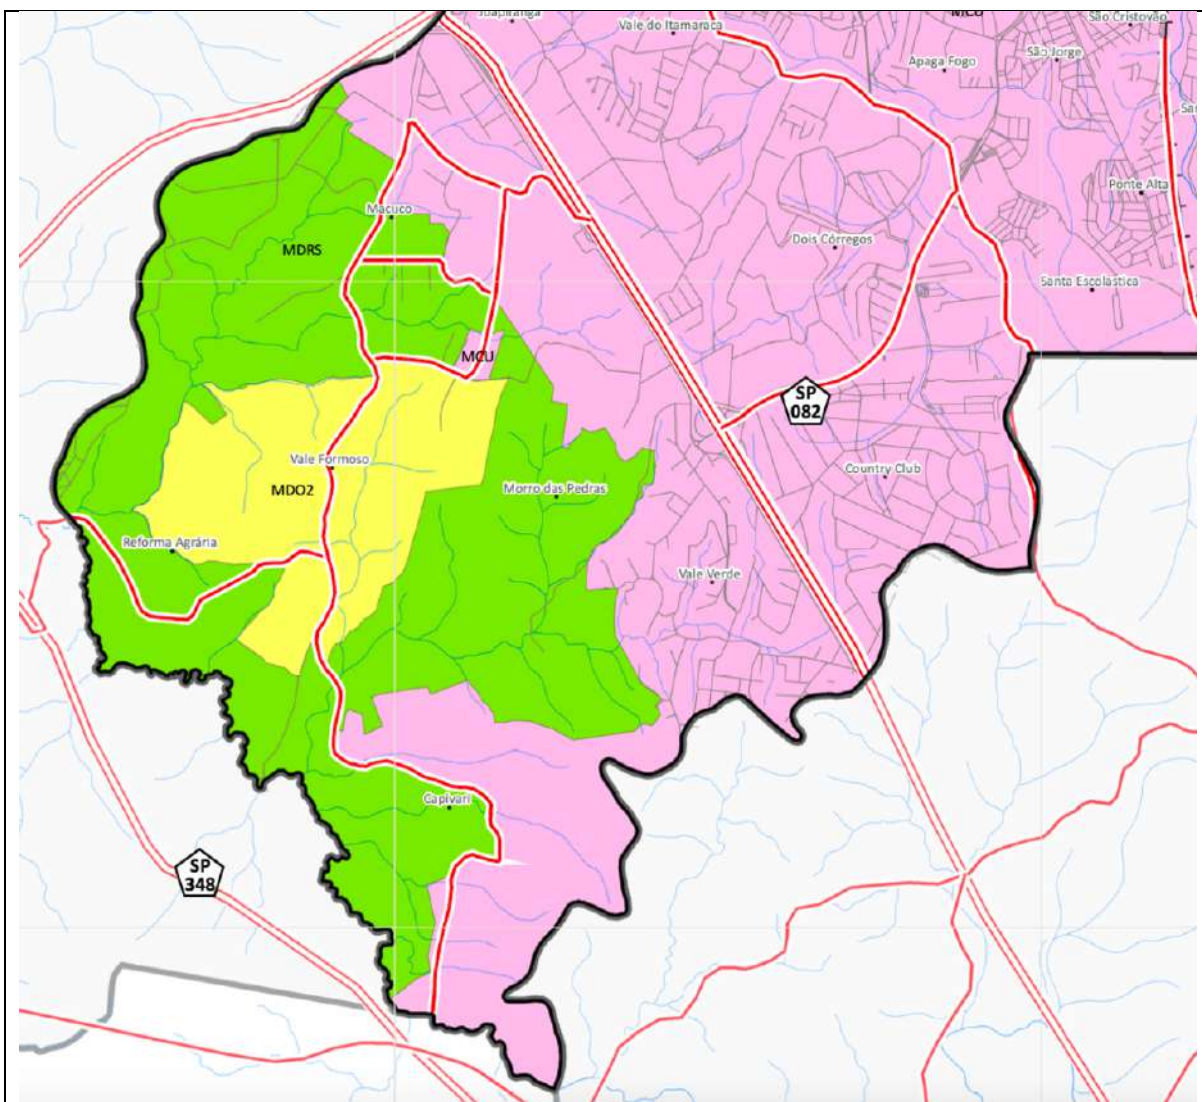 Vale do Itamaracá
São Cristovão
São Jorge
Apaga Fogo
Ponte Alta
Macuco
Dois Córregos
MDRS
Santa Escolastica
MCU
SP
082
Vale Formoso
Country Club
MDO2
Morro das Pedras
Reforma Agrária
Vale Verde
Capivari
SP
348